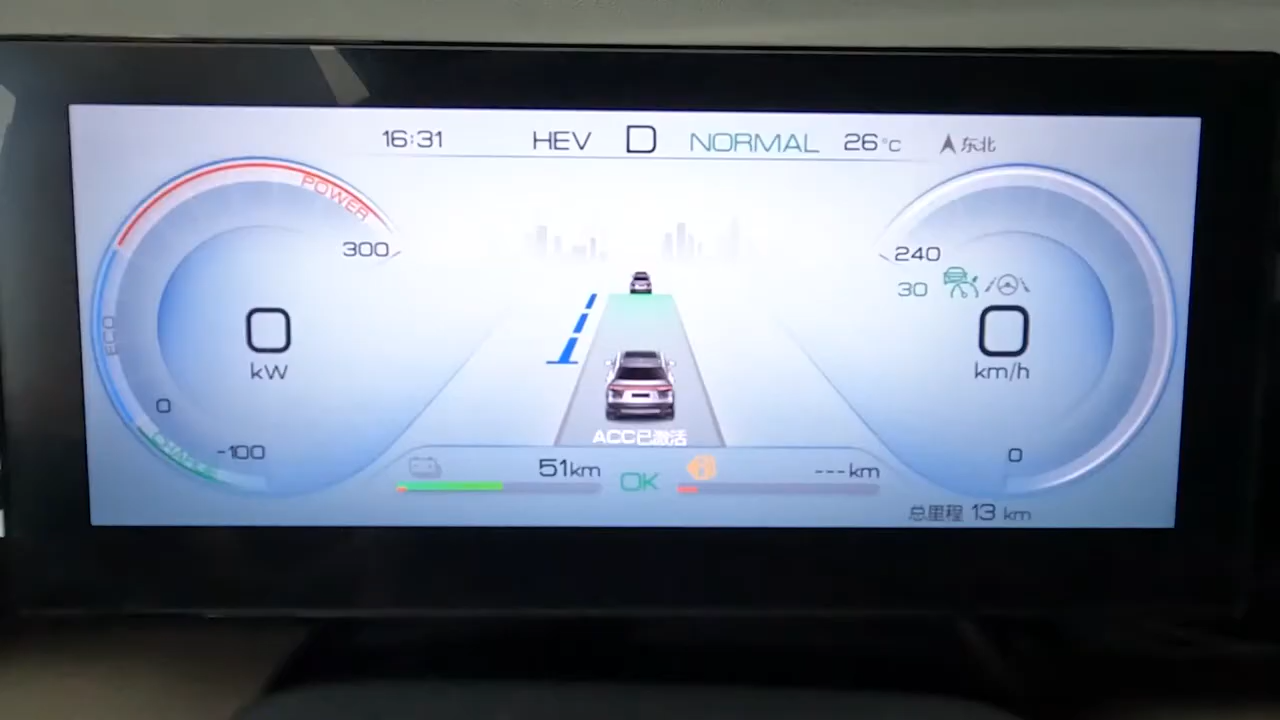 16:31 HEV D NORMAL 26°C 东北
POWER
300
240
30
ECO
0
kW
0
km/h
0
-100
CHARGE
0
ACC已激活
51km OK ---km
总里程 13 km